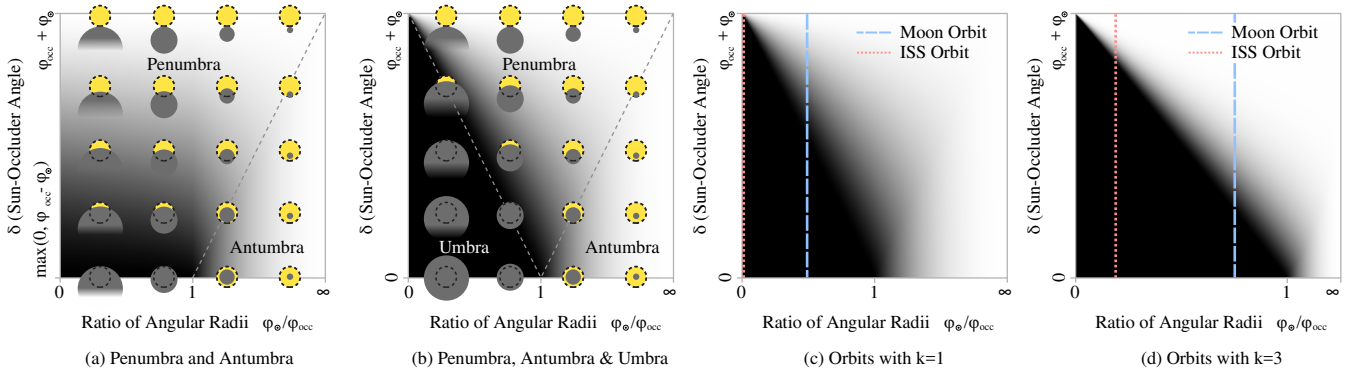 δ (Sun-Occluder Angle)
φocc + φ⊙
max(0, φocc- φ⊙)
Penumbra
Antumbra
0
1
∞
Ratio of Angular Radii φ⊙/φocc
(a) Penumbra and Antumbra
δ (Sun-Occluder Angle)
φocc + φ⊙
0
Penumbra
Umbra
Antumbra
0
1
∞
Ratio of Angular Radii φ⊙/φocc
(b) Penumbra, Antumbra & Umbra
δ (Sun-Occluder Angle)
φocc + φ⊙
0
Moon Orbit
ISS Orbit
0
1
∞
Ratio of Angular Radii φ⊙/φocc
(c) Orbits with k=1
δ (Sun-Occluder Angle)
φocc + φ⊙
0
Moon Orbit
ISS Orbit
0
1
∞
Ratio of Angular Radii φ⊙/φocc
(d) Orbits with k=3